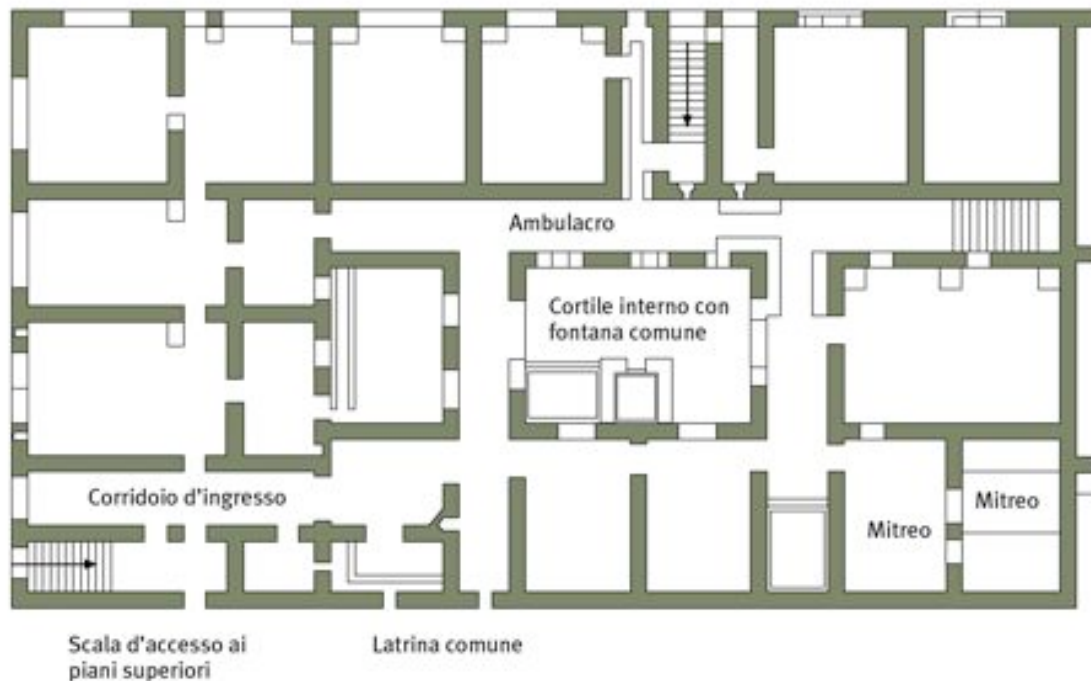 Ambulacro
Cortile interno con
fontana comune
Corridoio d'ingresso
Mitreo
Mitreo
Scala d'accesso ai
piani superiori
Latrina comune